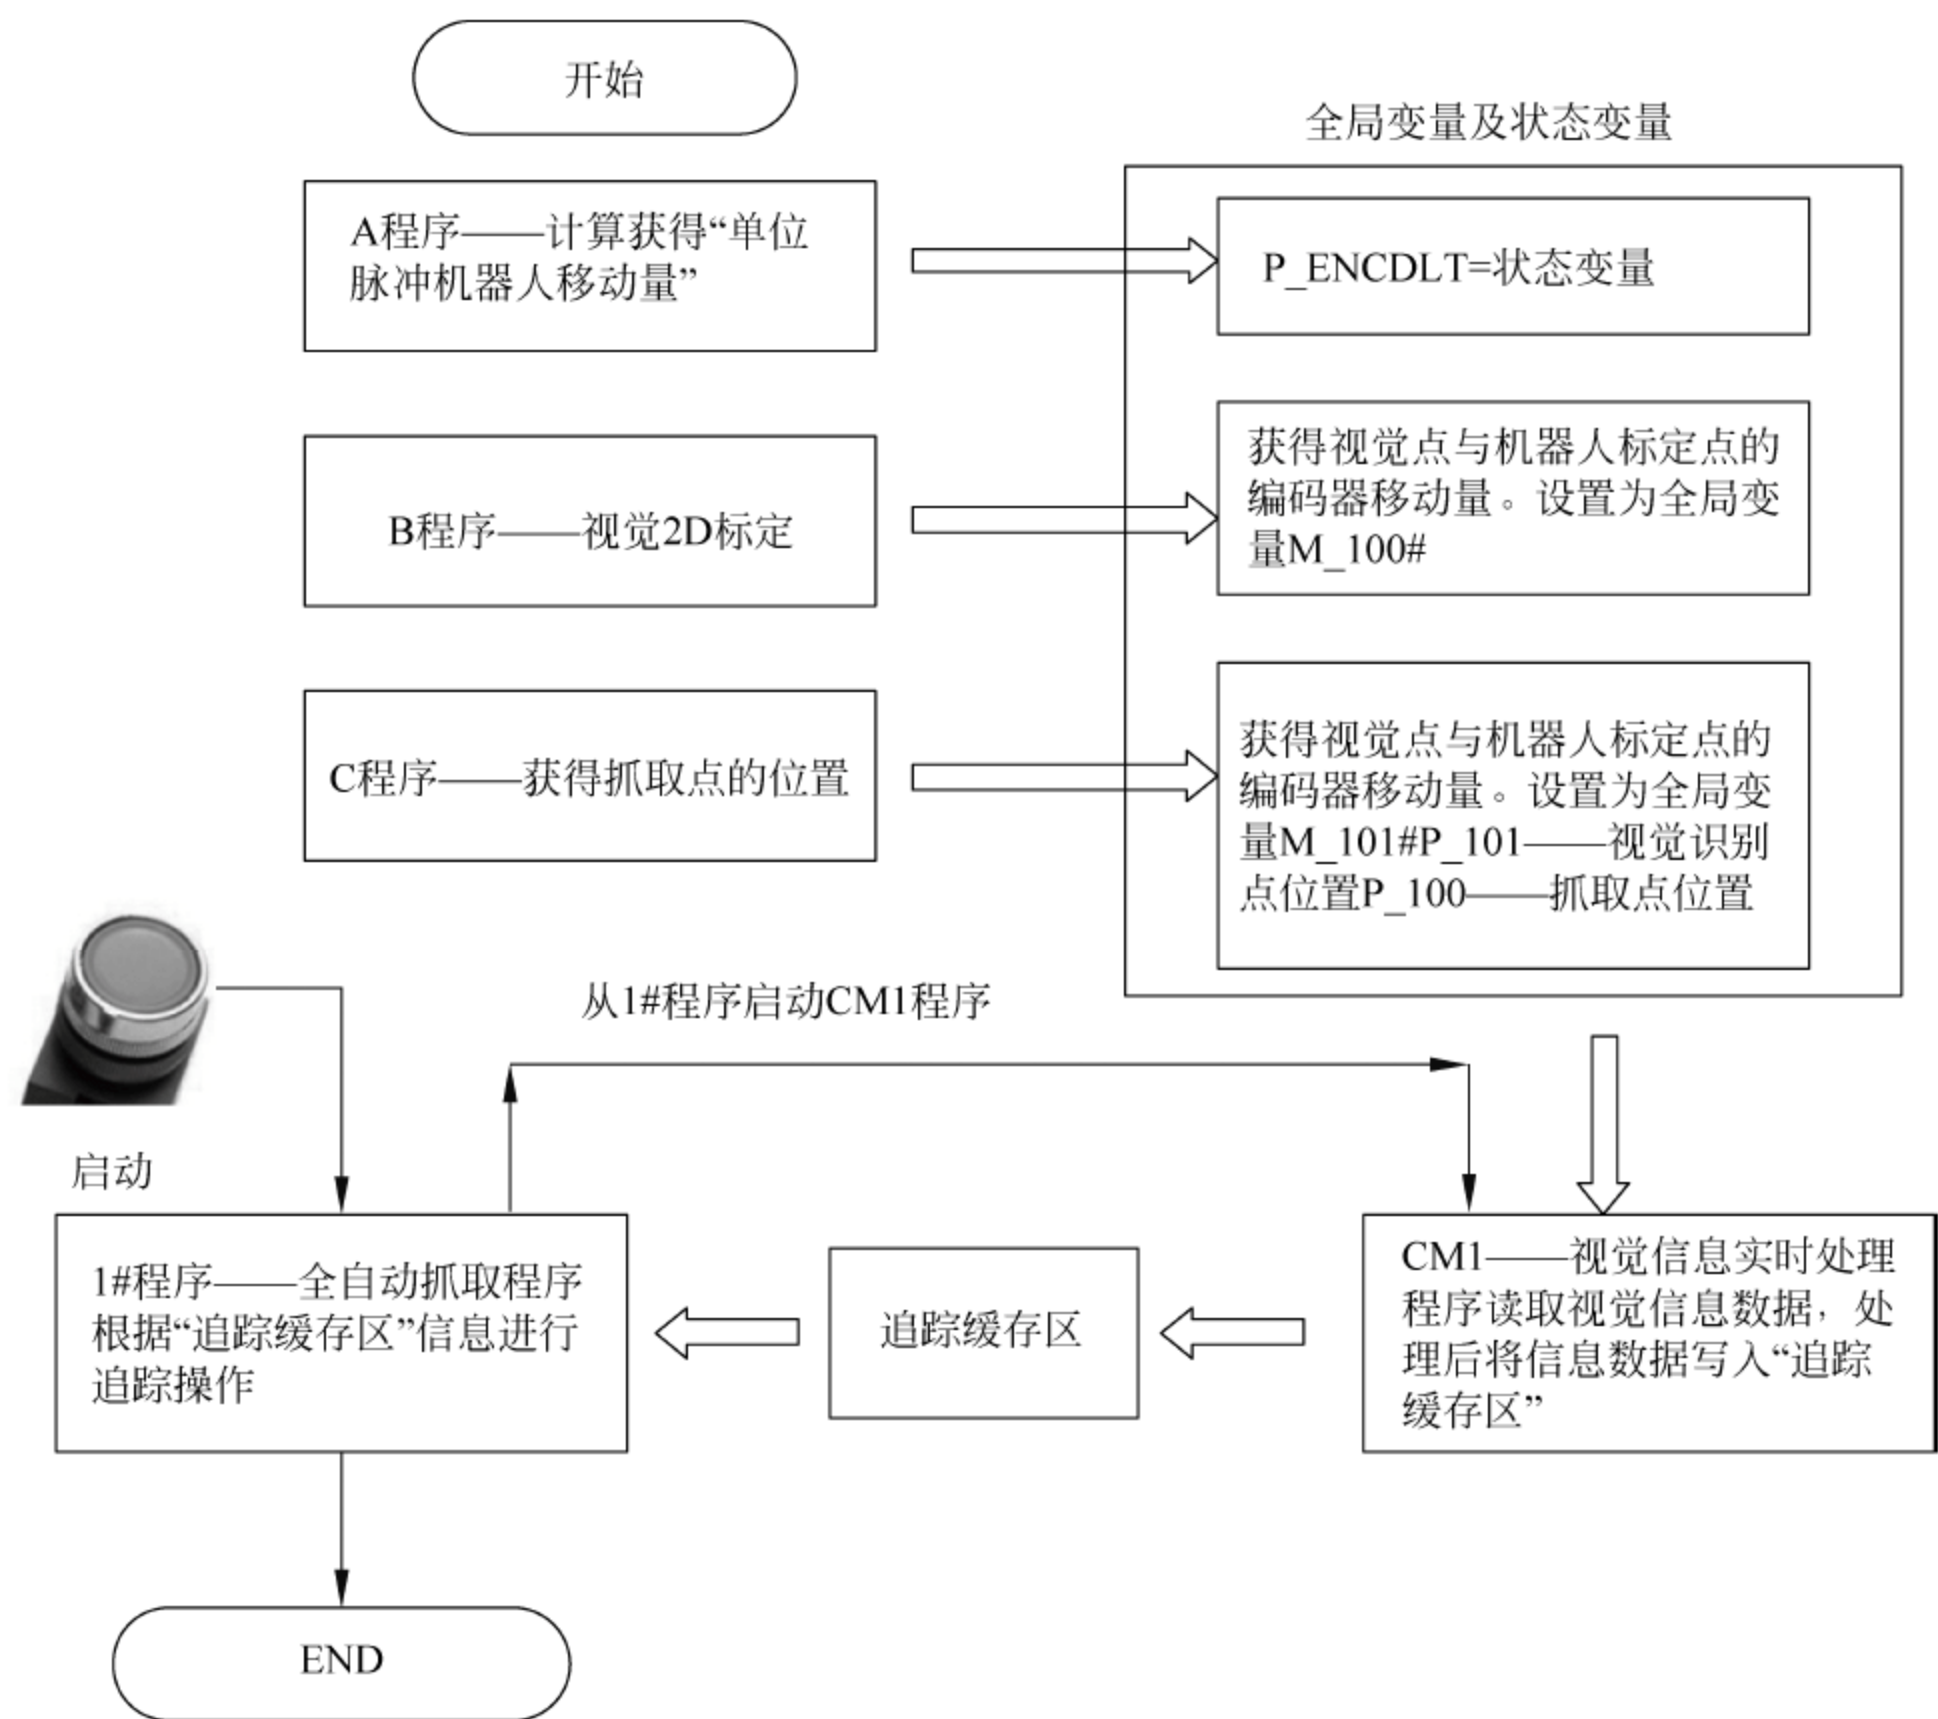 开始
全局变量及状态变量
A程序——计算获得“单位
脉冲机器人移动量”
P_ENCDLT=状态变量
B程序——视觉2D标定
获得视觉点与机器人标定点的
编码器移动量。设置为全局变
量M_100#
C程序——获得抓取点的位置
获得视觉点与机器人标定点的
编码器移动量。设置为全局变
量M_101#P_101——视觉识别
点位置P_100——抓取点位置
从1#程序启动CM1程序
启动
1#程序——全自动抓取程序
根据“追踪缓存区”信息进行
追踪操作
追踪缓存区
CM1——视觉信息实时处理
程序读取视觉信息数据，处
理后将信息数据写入“追踪
缓存区”
END